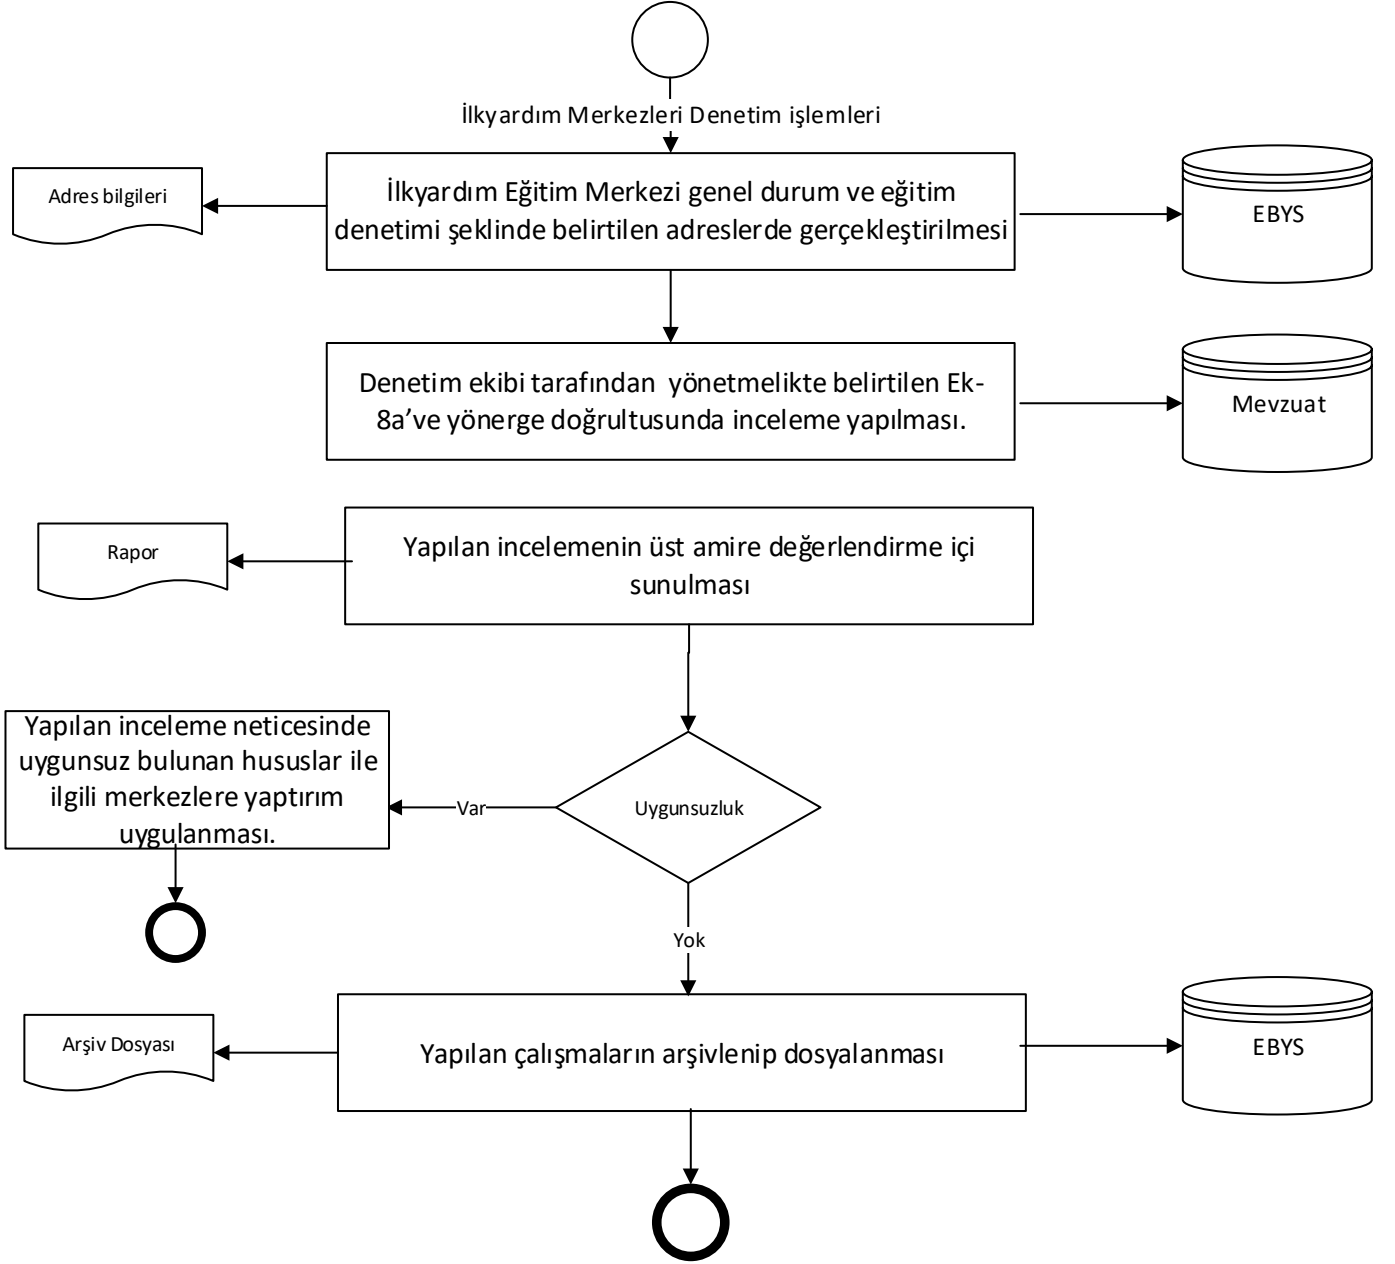 İlkyardım Merkezleri Denetim işlemleri
Adres bilgileri
İlkyardım Eğitim Merkezi genel durum ve eğitim
denetimi şeklinde belirtilen adreslerde gerçekleştirilmesi
EBYS
Denetim ekibi tarafından  yönetmelikte belirtilen Ek-
8a’ve yönerge doğrultusunda inceleme yapılması.
Mevzuat
Rapor
Yapılan incelemenin üst amire değerlendirme içi
sunulması
Yapılan inceleme neticesinde
uygunsuz bulunan hususlar ile
ilgili merkezlere yaptırım
uygulanması.
Var
Uygunsuzluk
Yok
Arşiv Dosyası
Yapılan çalışmaların arşivlenip dosyalanması
EBYS